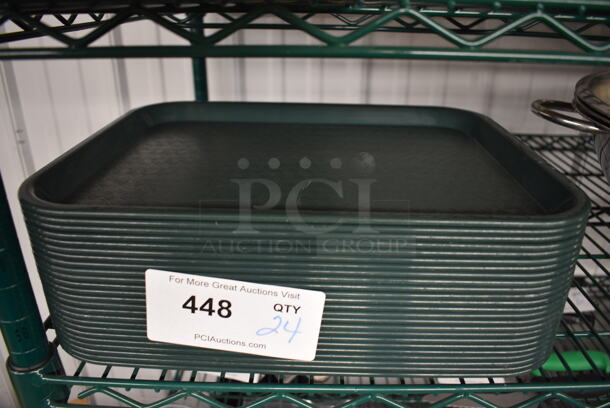 PCI
AUCTION GROUP
For More Great Auctions Visit
448 QTY 24
PCIAuctions.com